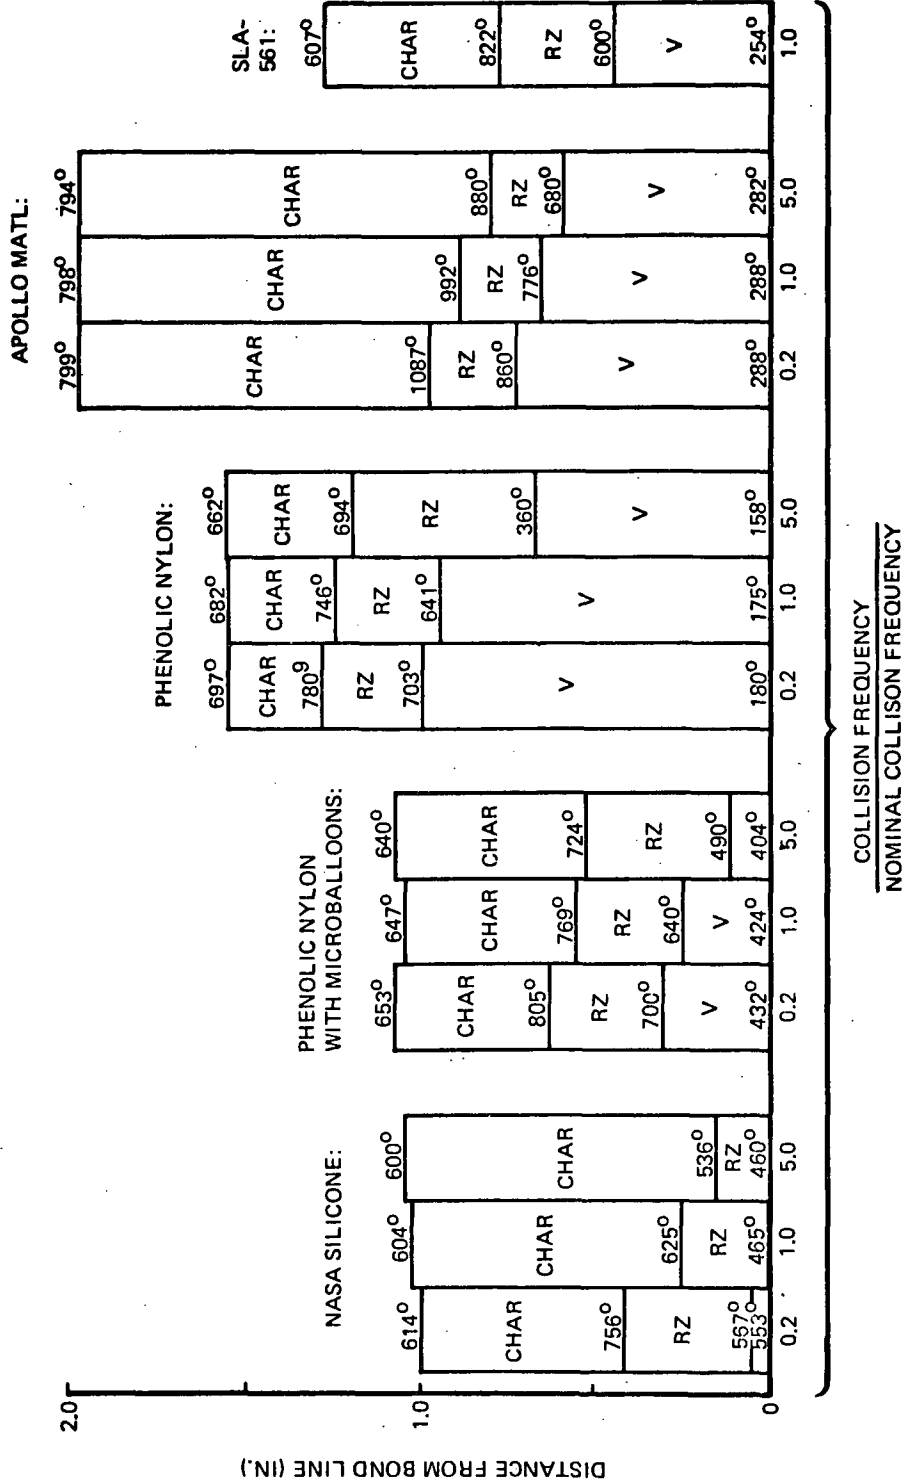 DISTANCE FROM BOND LINE (IN.)
2.0
1.0
0
NASA SILICONE:
614°
CHAR
756°
RZ
567°
553°
0.2
604°
CHAR
625°
RZ
465°
1.0
600°
CHAR
536°
RZ
460°
5.0
PHENOLIC NYLON
WITH MICROBALLOONS:
653°
CHAR
805°
RZ
700°
V
432°
0.2
647°
CHAR
769°
RZ
640°
V
424°
1.0
640°
CHAR
724°
RZ
490°
404°
5.0
PHENOLIC NYLON:
697°
CHAR
780⁹
RZ
703°
V
180°
0.2
682°
CHAR
746°
RZ
641°
V
175°
1.0
662°
CHAR
694°
RZ
360°
V
158°
5.0
APOLLO MATL:
799°
CHAR
1087°
RZ
860°
V
288°
0.2
798°
CHAR
992°
RZ
776°
V
288°
1.0
794°
CHAR
880°
RZ
680°
V
282°
5.0
SLA-
561:
607°
CHAR
822°
RZ
600°
V
254°
1.0
COLLISION FREQUENCY
NOMINAL COLLISON FREQUENCY